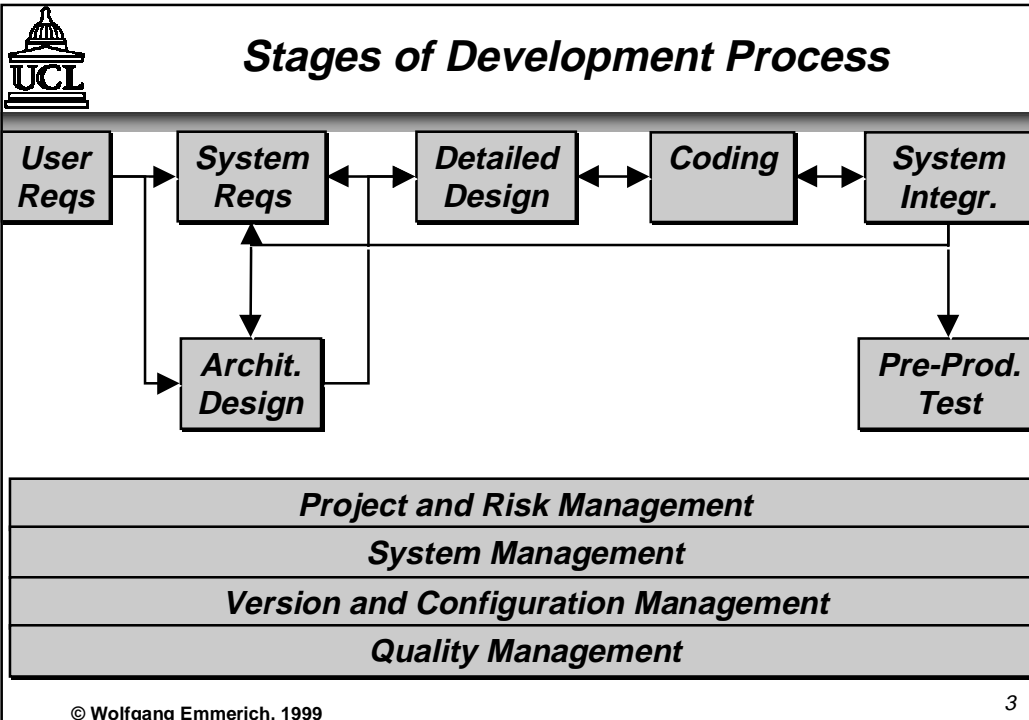 UCL
Stages of Development Process
User
Reqs
System
Reqs
Detailed
Design
Coding
System
Integr.
Archit.
Design
Pre-Prod.
Test
Project and Risk Management
System Management
Version and Configuration Management
Quality Management
© Wolfgang Emmerich, 1999
3